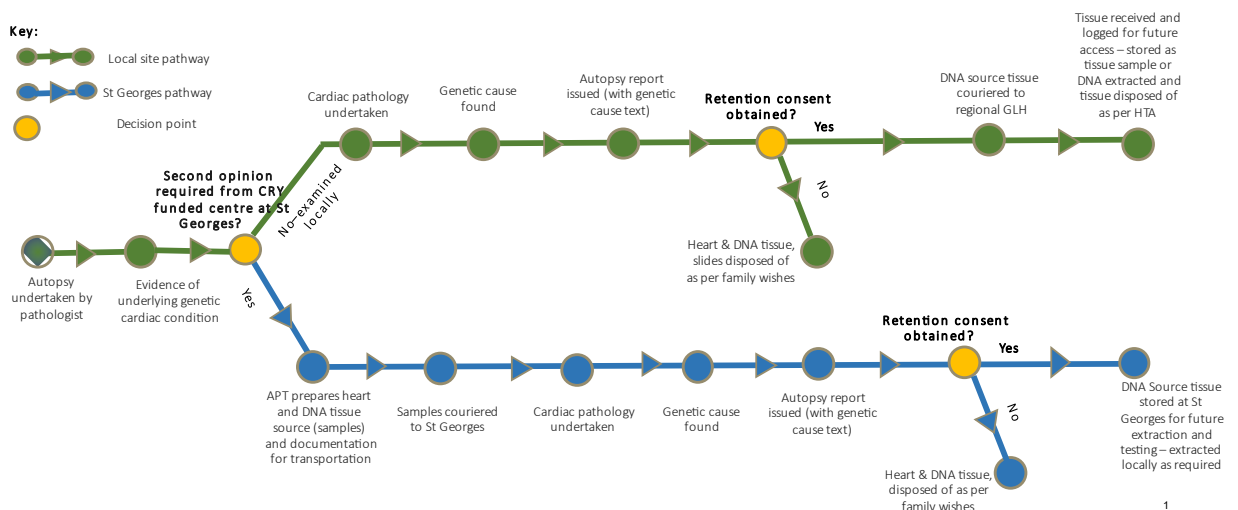 Key:
Local site pathway
St Georges pathway
Decision point
Second opinion
required from CRY
funded centre at St
Georges?
No–examined
locally
Yes
Autopsy
undertaken by
pathologist
Evidence of
underlying genetic
cardiac condition
Cardiac pathology
undertaken
Genetic cause
found
Autopsy report
issued (with genetic
cause text)
Retention consent
obtained?
Yes
No
Heart & DNA tissue,
slides disposed of
as per family wishes
DNA source tissue
couriered to
regional GLH
Tissue received and
logged for future
access – stored as
tissue sample or
DNA extracted and
tissue disposed of
as per HTA
APT prepares heart
and DNA tissue
source (samples)
and documentation
for transportation
Samples couriered
to St Georges
Cardiac pathology
undertaken
Genetic cause
found
Autopsy report
issued (with genetic
cause text)
Retention consent
obtained?
Yes
No
Heart & DNA tissue,
disposed of as per
family wishes
DNA Source tissue
stored at St
Georges for future
extraction and
testing – extracted
locally as required
1